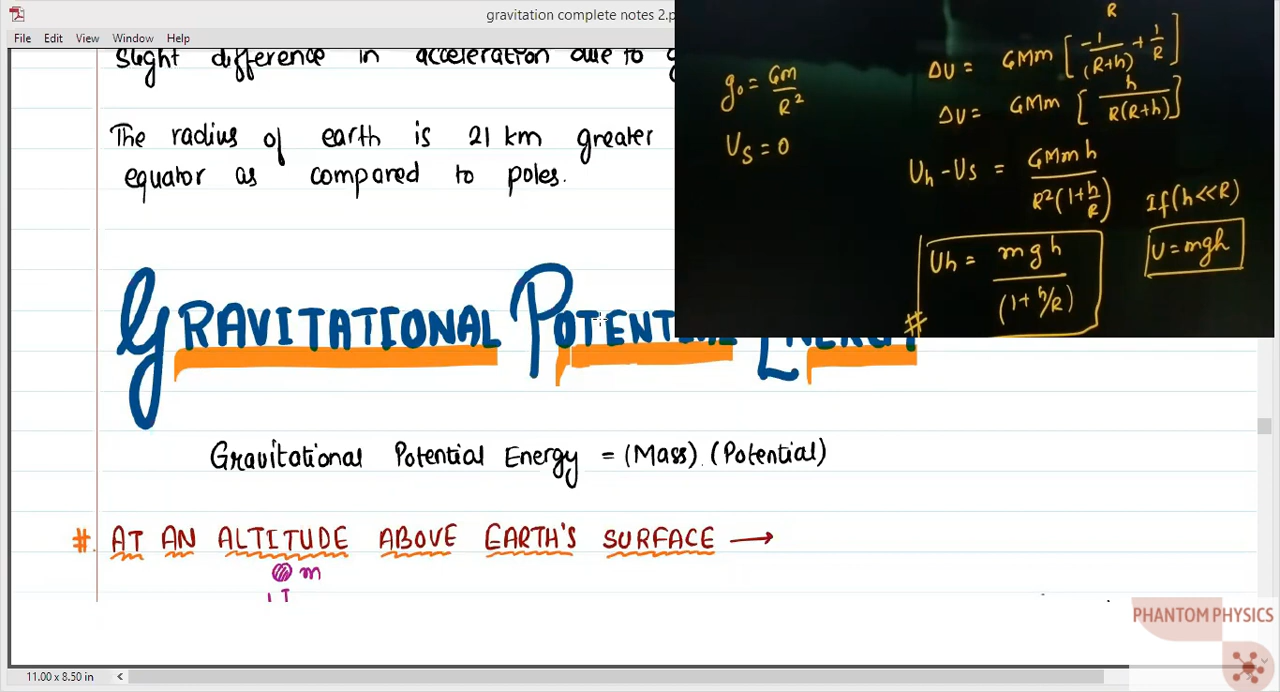 gravitation complete notes 2.p
File Edit View Window Help
Slight difference in acceleration due to g
The radius of earth is 21 km greater
equator as compared to poles.
GRAVITATIONAL POTENTIAL ENERGY
Gravitational Potential Energy = (Mass).(Potential)
#. AT AN ALTITUDE ABOVE EARTH'S SURFACE →
m
g₀ = Gm/R²
Us = 0
R
ΔU = GMm [-1/(R+h) + 1/R]
ΔU = GMm [h/R(R+h)]
Uh - Us = GMmh/R²(1+h/R)
If (h<<R)
Uh = mgh/(1+h/R)
U = mgh
#
PHANTOM PHYSICS
11.00 x 8.50 in